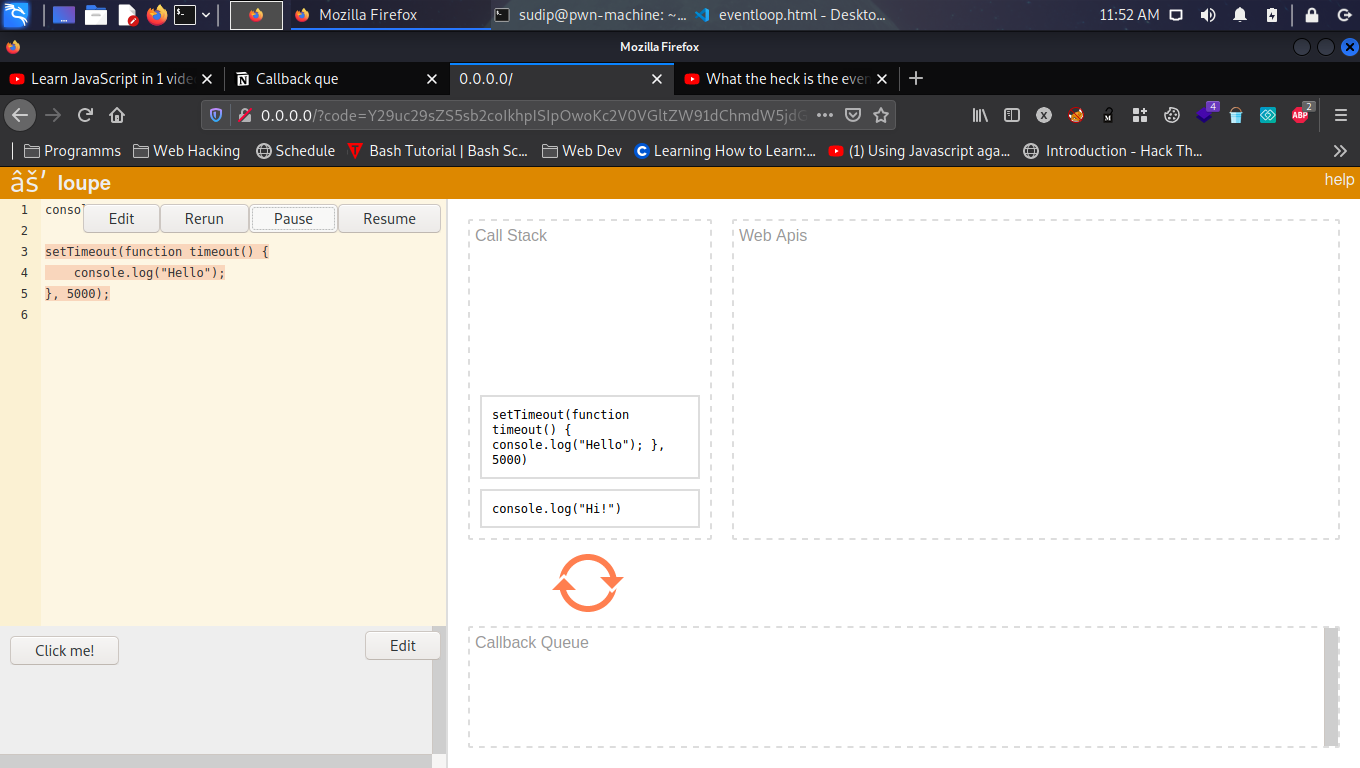 11:52 AM
Mozilla Firefox
sudip@pwn-machine: ~...
eventloop.html - Deskto...
Mozilla Firefox
Learn JavaScript in 1 vide
Callback que
0.0.0.0/
What the heck is the even
0.0.0.0/?code=Y29uc29sZS5sb2coIkhpISIpOwoKc2V0VGltZW91dChmdW5jdG
4
ABP
2
Programms
Web Hacking
Schedule
Bash Tutorial | Bash Sc...
Web Dev
Learning How to Learn:...
(1) Using Javascript aga...
Introduction - Hack Th...
âš' loupe
help
1 conso
Edit
Rerun
Pause
Resume
2
3 setTimeout(function timeout() {
4     console.log("Hello");
5 }, 5000);
6
Click me!
Edit
Call Stack
setTimeout(function
timeout() {
console.log("Hello"); },
5000)
console.log("Hi!")
Web Apis
Callback Queue